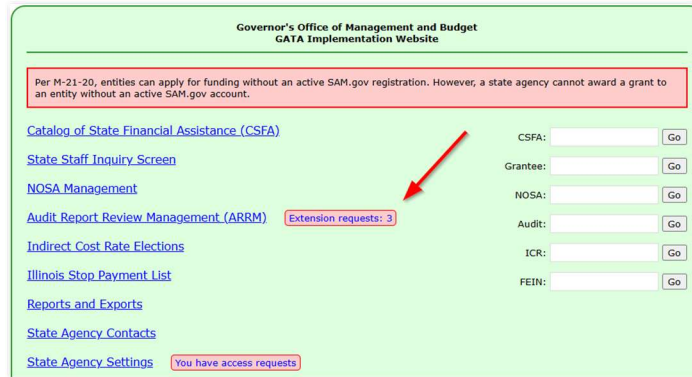 Governor's Office of Management and Budget
GATA Implementation Website
Per M-21-20, entities can apply for funding without an active SAM.gov registration. However, a state agency cannot award a grant to
an entity without an active SAM.gov account.
Catalog of State Financial Assistance (CSFA)
State Staff Inquiry Screen
NOSA Management
Audit Report Review Management (ARRM) Extension requests: 3
Indirect Cost Rate Elections
Illinois Stop Payment List
Reports and Exports
State Agency Contacts
State Agency Settings You have access requests
CSFA: Go
Grantee: Go
NOSA: Go
Audit: Go
ICR: Go
FEIN: Go